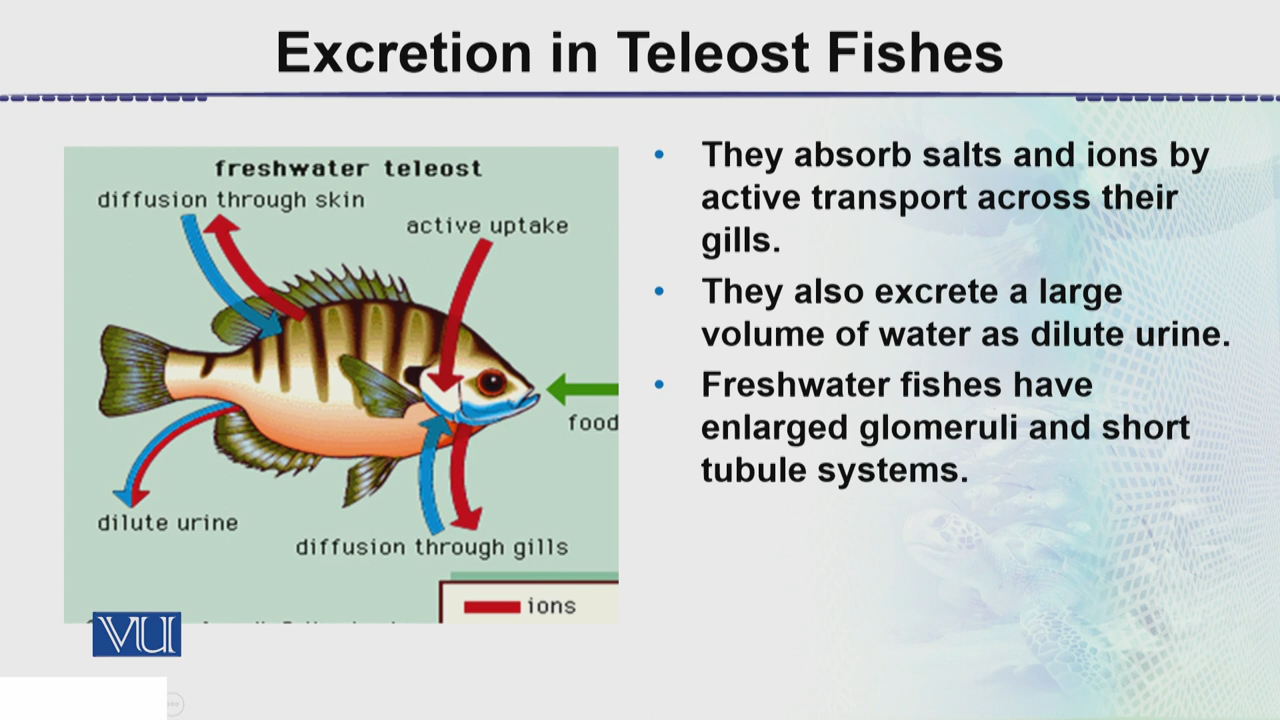 Excretion in Teleost Fishes
freshwater teleost
diffusion through skin
active uptake
food
dilute urine
diffusion through gills
ions
VU
• They absorb salts and ions by
active transport across their
gills.
• They also excrete a large
volume of water as dilute urine.
• Freshwater fishes have
enlarged glomeruli and short
tubule systems.